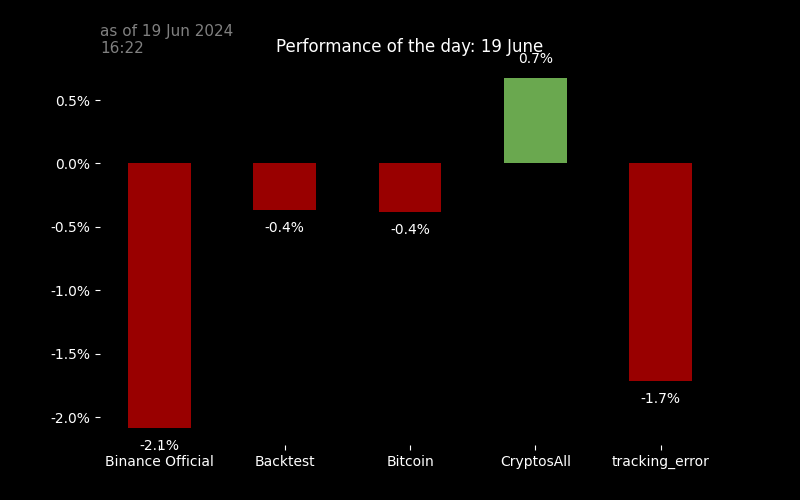 as of 19 Jun 2024
16:22
Performance of the day: 19 June
0.7%
0.5%
0.0%
-0.5%
-1.0%
-1.5%
-2.0%
-0.4%
-0.4%
-1.7%
-2.1%
Binance Official
Backtest
Bitcoin
CryptosAll
tracking_error